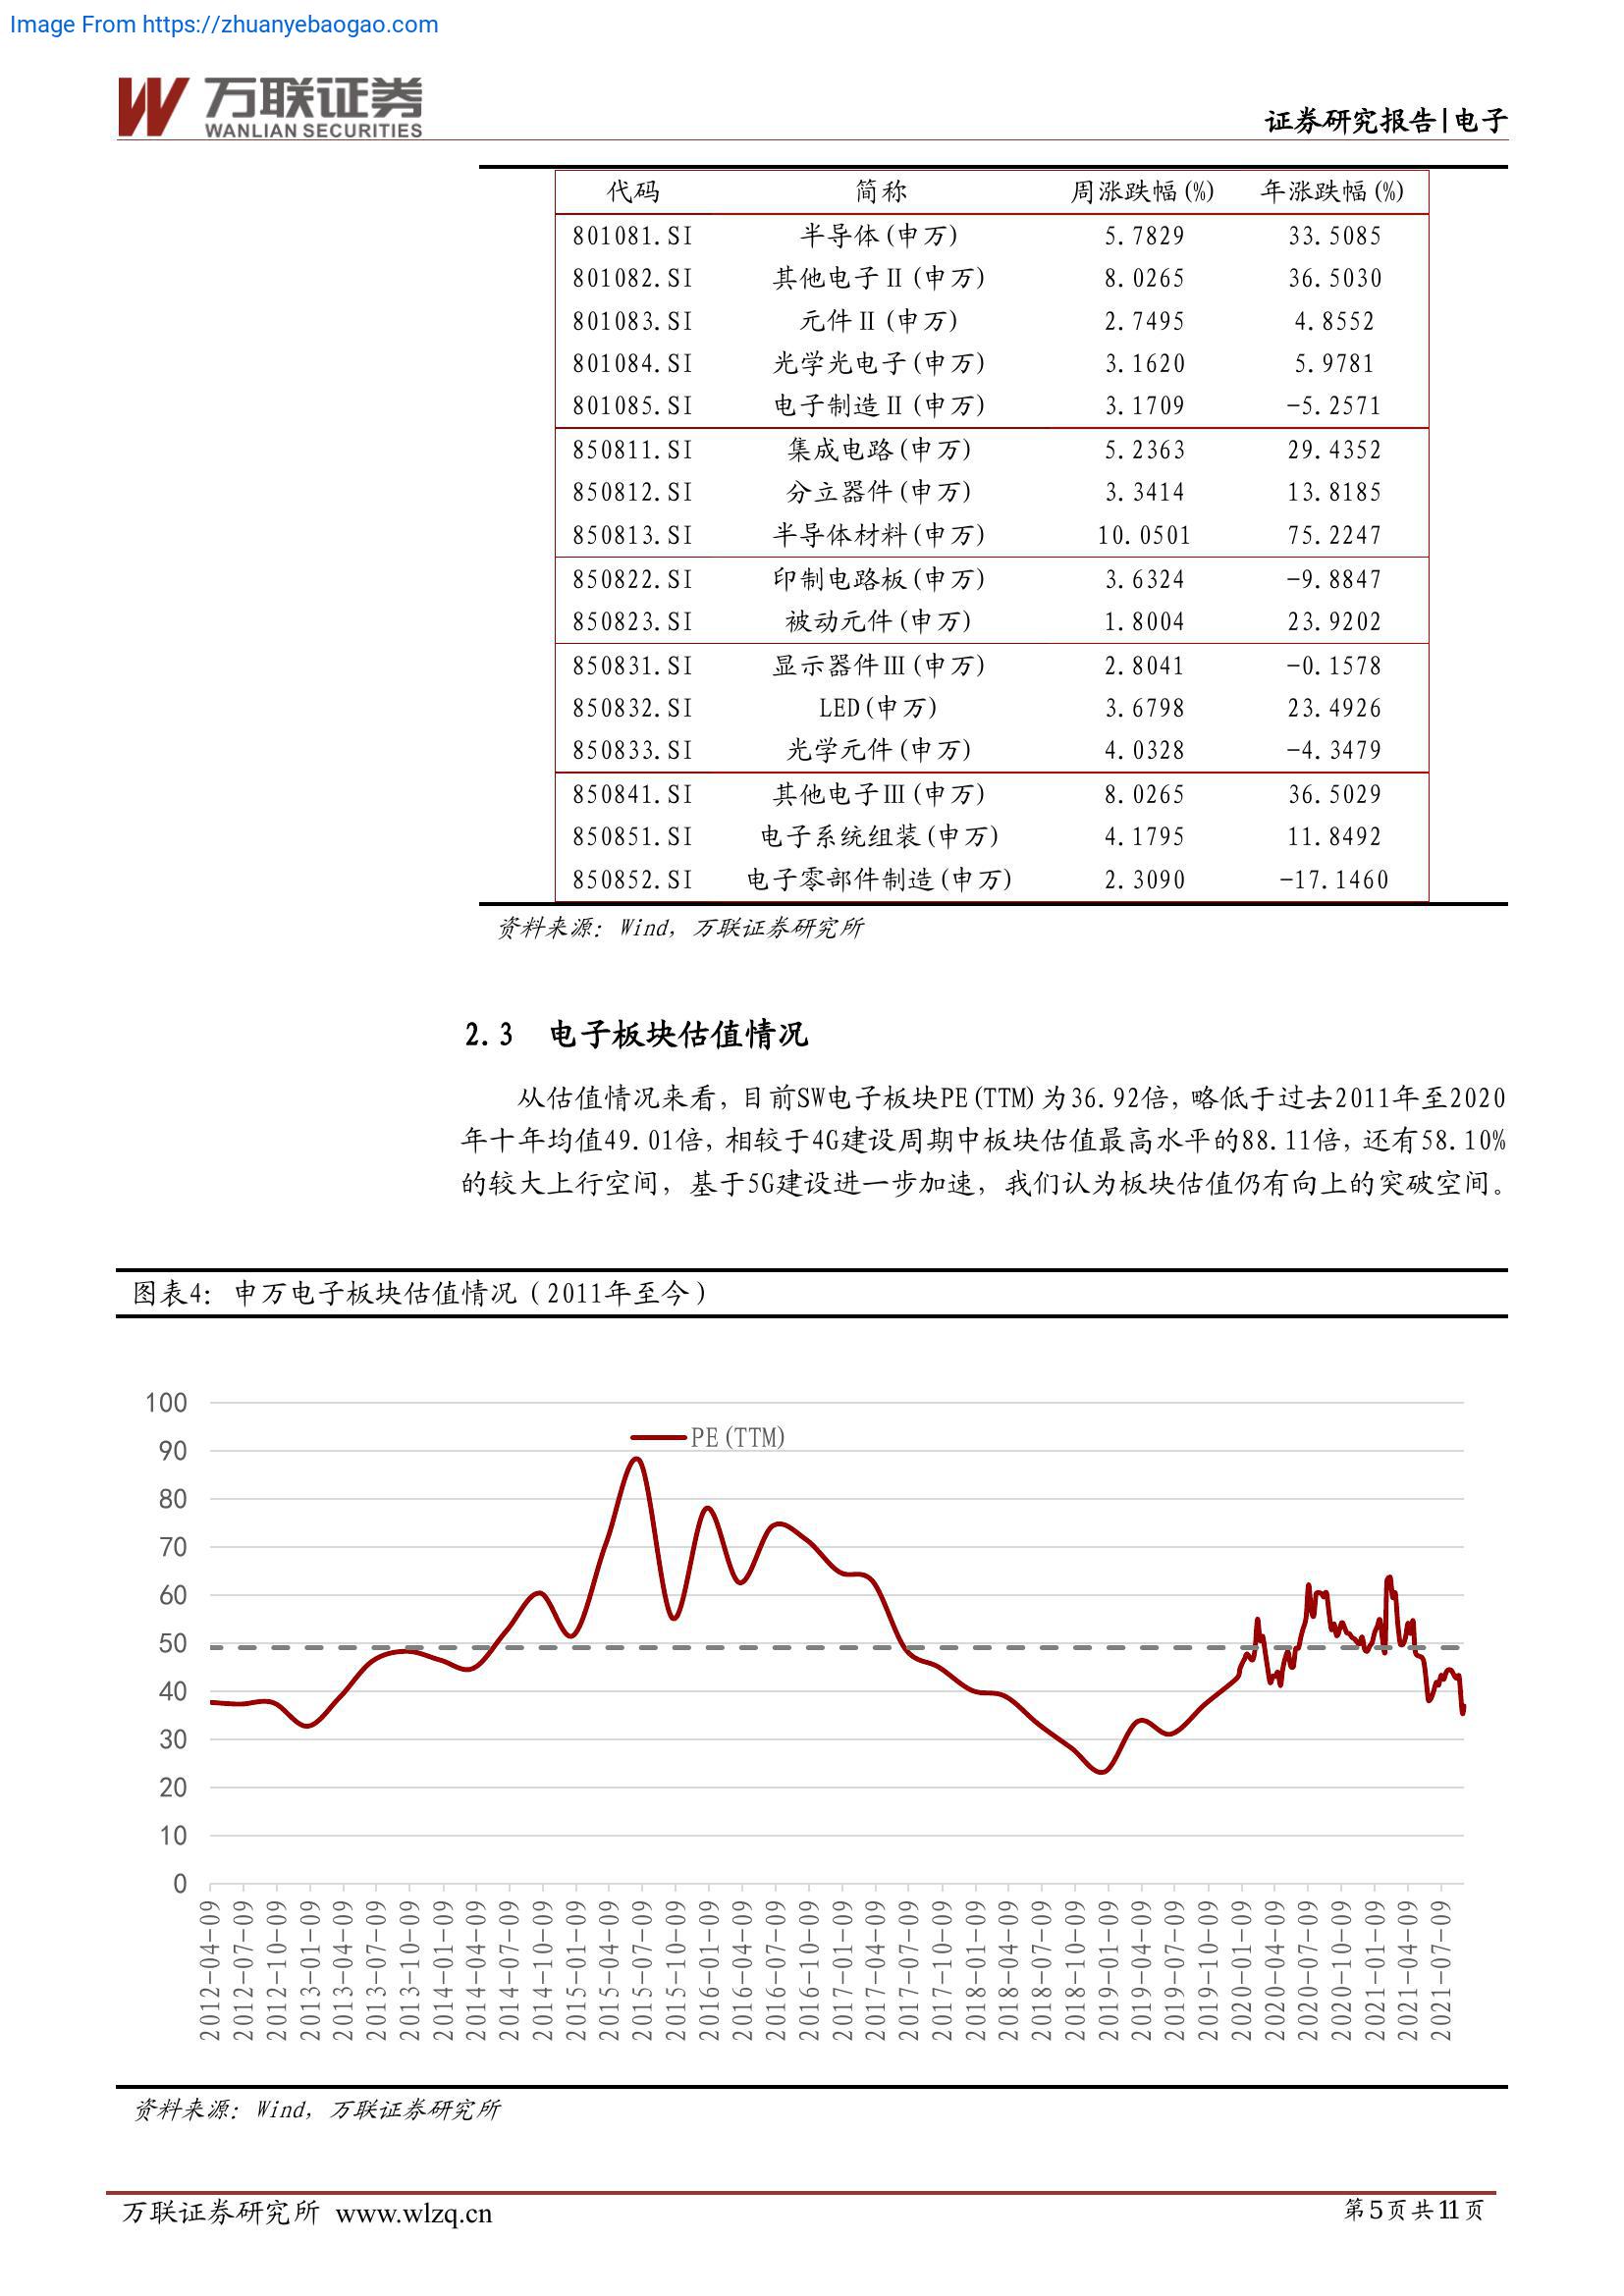 Image From https://zhuanyebaogao.com
万联证券
WANLIAN SECURITIES
证券研究报告|电子
代码 简称 周涨跌幅(%) 年涨跌幅(%)
801081.SI 半导体(申万) 5.7829 33.5085
801082.SI 其他电子Ⅱ(申万) 8.0265 36.5030
801083.SI 元件Ⅱ(申万) 2.7495 4.8552
801084.SI 光学光电子(申万) 3.1620 5.9781
801085.SI 电子制造Ⅱ(申万) 3.1709 -5.2571
850811.SI 集成电路(申万) 5.2363 29.4352
850812.SI 分立器件(申万) 3.3414 13.8185
850813.SI 半导体材料(申万) 10.0501 75.2247
850822.SI 印制电路板(申万) 3.6324 -9.8847
850823.SI 被动元件(申万) 1.8004 23.9202
850831.SI 显示器件Ⅲ(申万) 2.8041 -0.1578
850832.SI LED(申万) 3.6798 23.4926
850833.SI 光学元件(申万) 4.0328 -4.3479
850841.SI 其他电子Ⅲ(申万) 8.0265 36.5029
850851.SI 电子系统组装(申万) 4.1795 11.8492
850852.SI 电子零部件制造(申万) 2.3090 -17.1460
资料来源：Wind，万联证券研究所
2.3 电子板块估值情况
从估值情况来看，目前SW电子板块PE(TTM)为36.92倍，略低于过去2011年至2020
年十年均值49.01倍，相较于4G建设周期中板块估值最高水平的88.11倍，还有58.10%
的较大上行空间，基于5G建设进一步加速，我们认为板块估值仍有向上的突破空间。
图表4：申万电子板块估值情况（2011年至今）
PE(TTM)
100
90
80
70
60
50
40
30
20
10
0
2012-04-09
2012-07-09
2012-10-09
2013-01-09
2013-04-09
2013-07-09
2013-10-09
2014-01-09
2014-04-09
2014-07-09
2014-10-09
2015-01-09
2015-04-09
2015-07-09
2015-10-09
2016-01-09
2016-04-09
2016-07-09
2016-10-09
2017-01-09
2017-04-09
2017-07-09
2017-10-09
2018-01-09
2018-04-09
2018-07-09
2018-10-09
2019-01-09
2019-04-09
2019-07-09
2019-10-09
2020-01-09
2020-04-09
2020-07-09
2020-10-09
2021-01-09
2021-04-09
2021-07-09
资料来源：Wind，万联证券研究所
万联证券研究所 www.wlzq.cn
第5页共11页